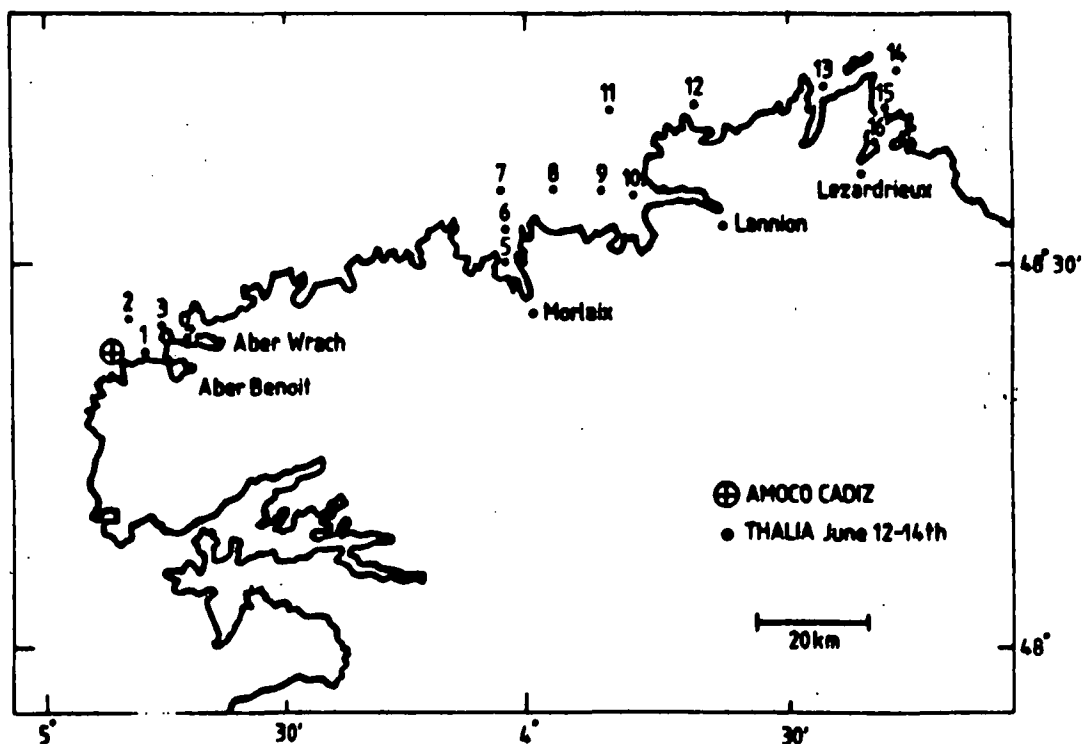 14
13
12
11
15
16
7
8
9
10
Lezardrieux
6
Lannion
5
48°30'
Morlaix
2
3
1
Aber Wrach
Aber Benoit
⊕ AMOCO CADIZ
• THALIA June 12-14th
20km
48°
5°
30'
4°
30'